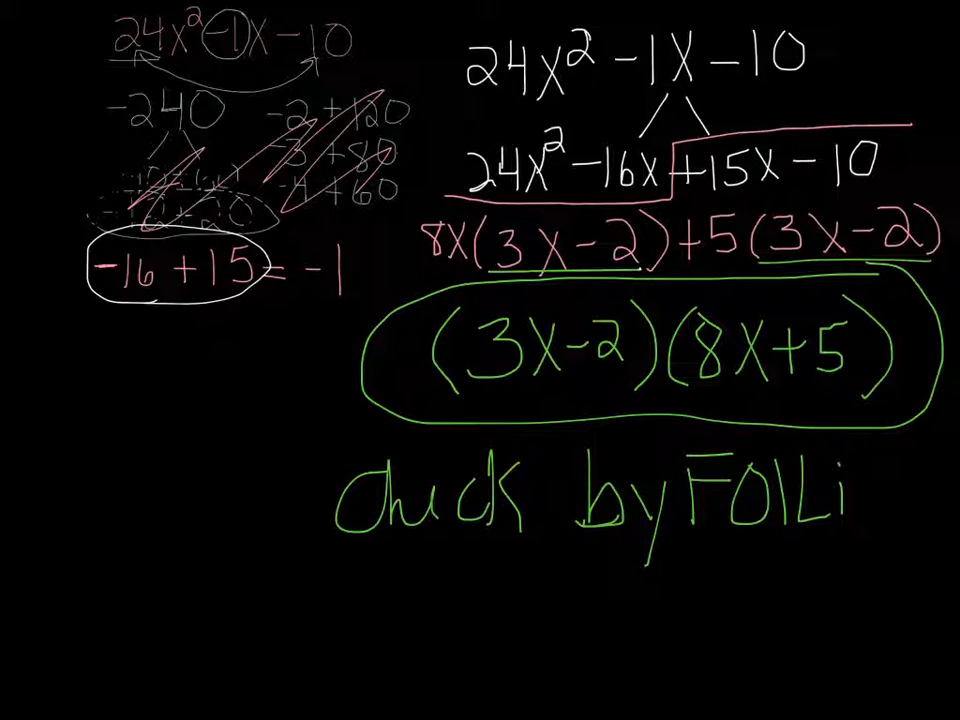 24x² -1x -10
-240
-2 +120
-3 +80
-4 +60
-16 +15 = -1
24x² -1x -10
24x² -16x +15x -10
8x(3x-2)+5(3x-2)
(3x-2)(8x+5)
check by FOILi